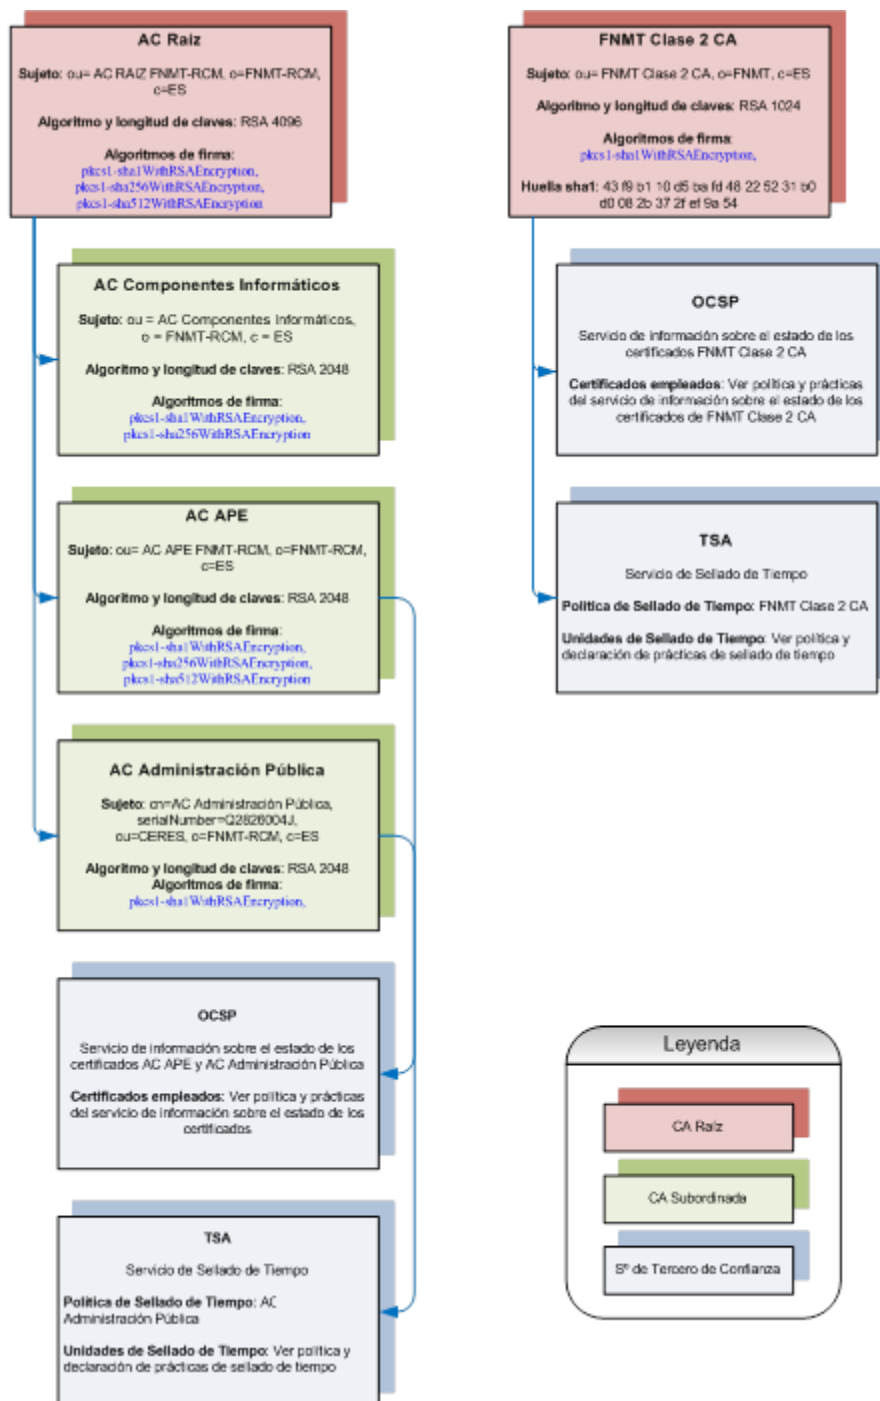 AC Raiz
Sujeto: ou= AC RAIZ FNMT-RCM, o=FNMT-RCM,
c=ES
Algoritmo y longitud de claves: RSA 4096
Algoritmos de firma:
pkcs1-sha1WithRSAEncryption,
pkcs1-sha256WithRSAEncryption,
pkcs1-sha512WithRSAEncryption
AC Componentes Informáticos
Sujeto: ou = AC Componentes Informáticos,
o = FNMT-RCM, c = ES
Algoritmo y longitud de claves: RSA 2048
Algoritmos de firma:
pkcs1-sha1WithRSAEncryption,
pkcs1-sha256WithRSAEncryption
AC APE
Sujeto: ou= AC APE FNMT-RCM, o=FNMT-RCM,
c=ES
Algoritmo y longitud de claves: RSA 2048
Algoritmos de firma:
pkcs1-sha1WithRSAEncryption,
pkcs1-sha256WithRSAEncryption,
pkcs1-sha512WithRSAEncryption
AC Administración Pública
Sujeto: cn=AC Administración Pública,
serialNumber=Q2826004J,
ou=CERES, o=FNMT-RCM, c=ES
Algoritmo y longitud de claves: RSA 2048
Algoritmos de firma:
pkcs1-sha1WithRSAEncryption,
OCSP
Servicio de información sobre el estado de los
certificados AC APE y AC Administración Pública
Certificados empleados: Ver política y prácticas
del servicio de información sobre el estado de los
certificados
TSA
Servicio de Sellado de Tiempo
Política de Sellado de Tiempo: AC
Administración Pública
Unidades de Sellado de Tiempo: Ver política y
declaración de prácticas de sellado de tiempo
FNMT Clase 2 CA
Sujeto: ou= FNMT Clase 2 CA, o=FNMT, c=ES
Algoritmo y longitud de claves: RSA 1024
Algoritmos de firma:
pkcs1-sha1WithRSAEncryption,
Huella sha1: 43 f9 b1 10 d5 ba fd 48 22 52 31 b0
d0 08 2b 37 2f ef 9a 54
OCSP
Servicio de información sobre el estado de los
certificados FNMT Clase 2 CA
Certificados empleados: Ver política y prácticas
del servicio de información sobre el estado de los
certificados de FNMT Clase 2 CA
TSA
Servicio de Sellado de Tiempo
Política de Sellado de Tiempo: FNMT Clase 2 CA
Unidades de Sellado de Tiempo: Ver política y
declaración de prácticas de sellado de tiempo
Leyenda
CA Raíz
CA Subordinada
Sº de Tercero de Confianza